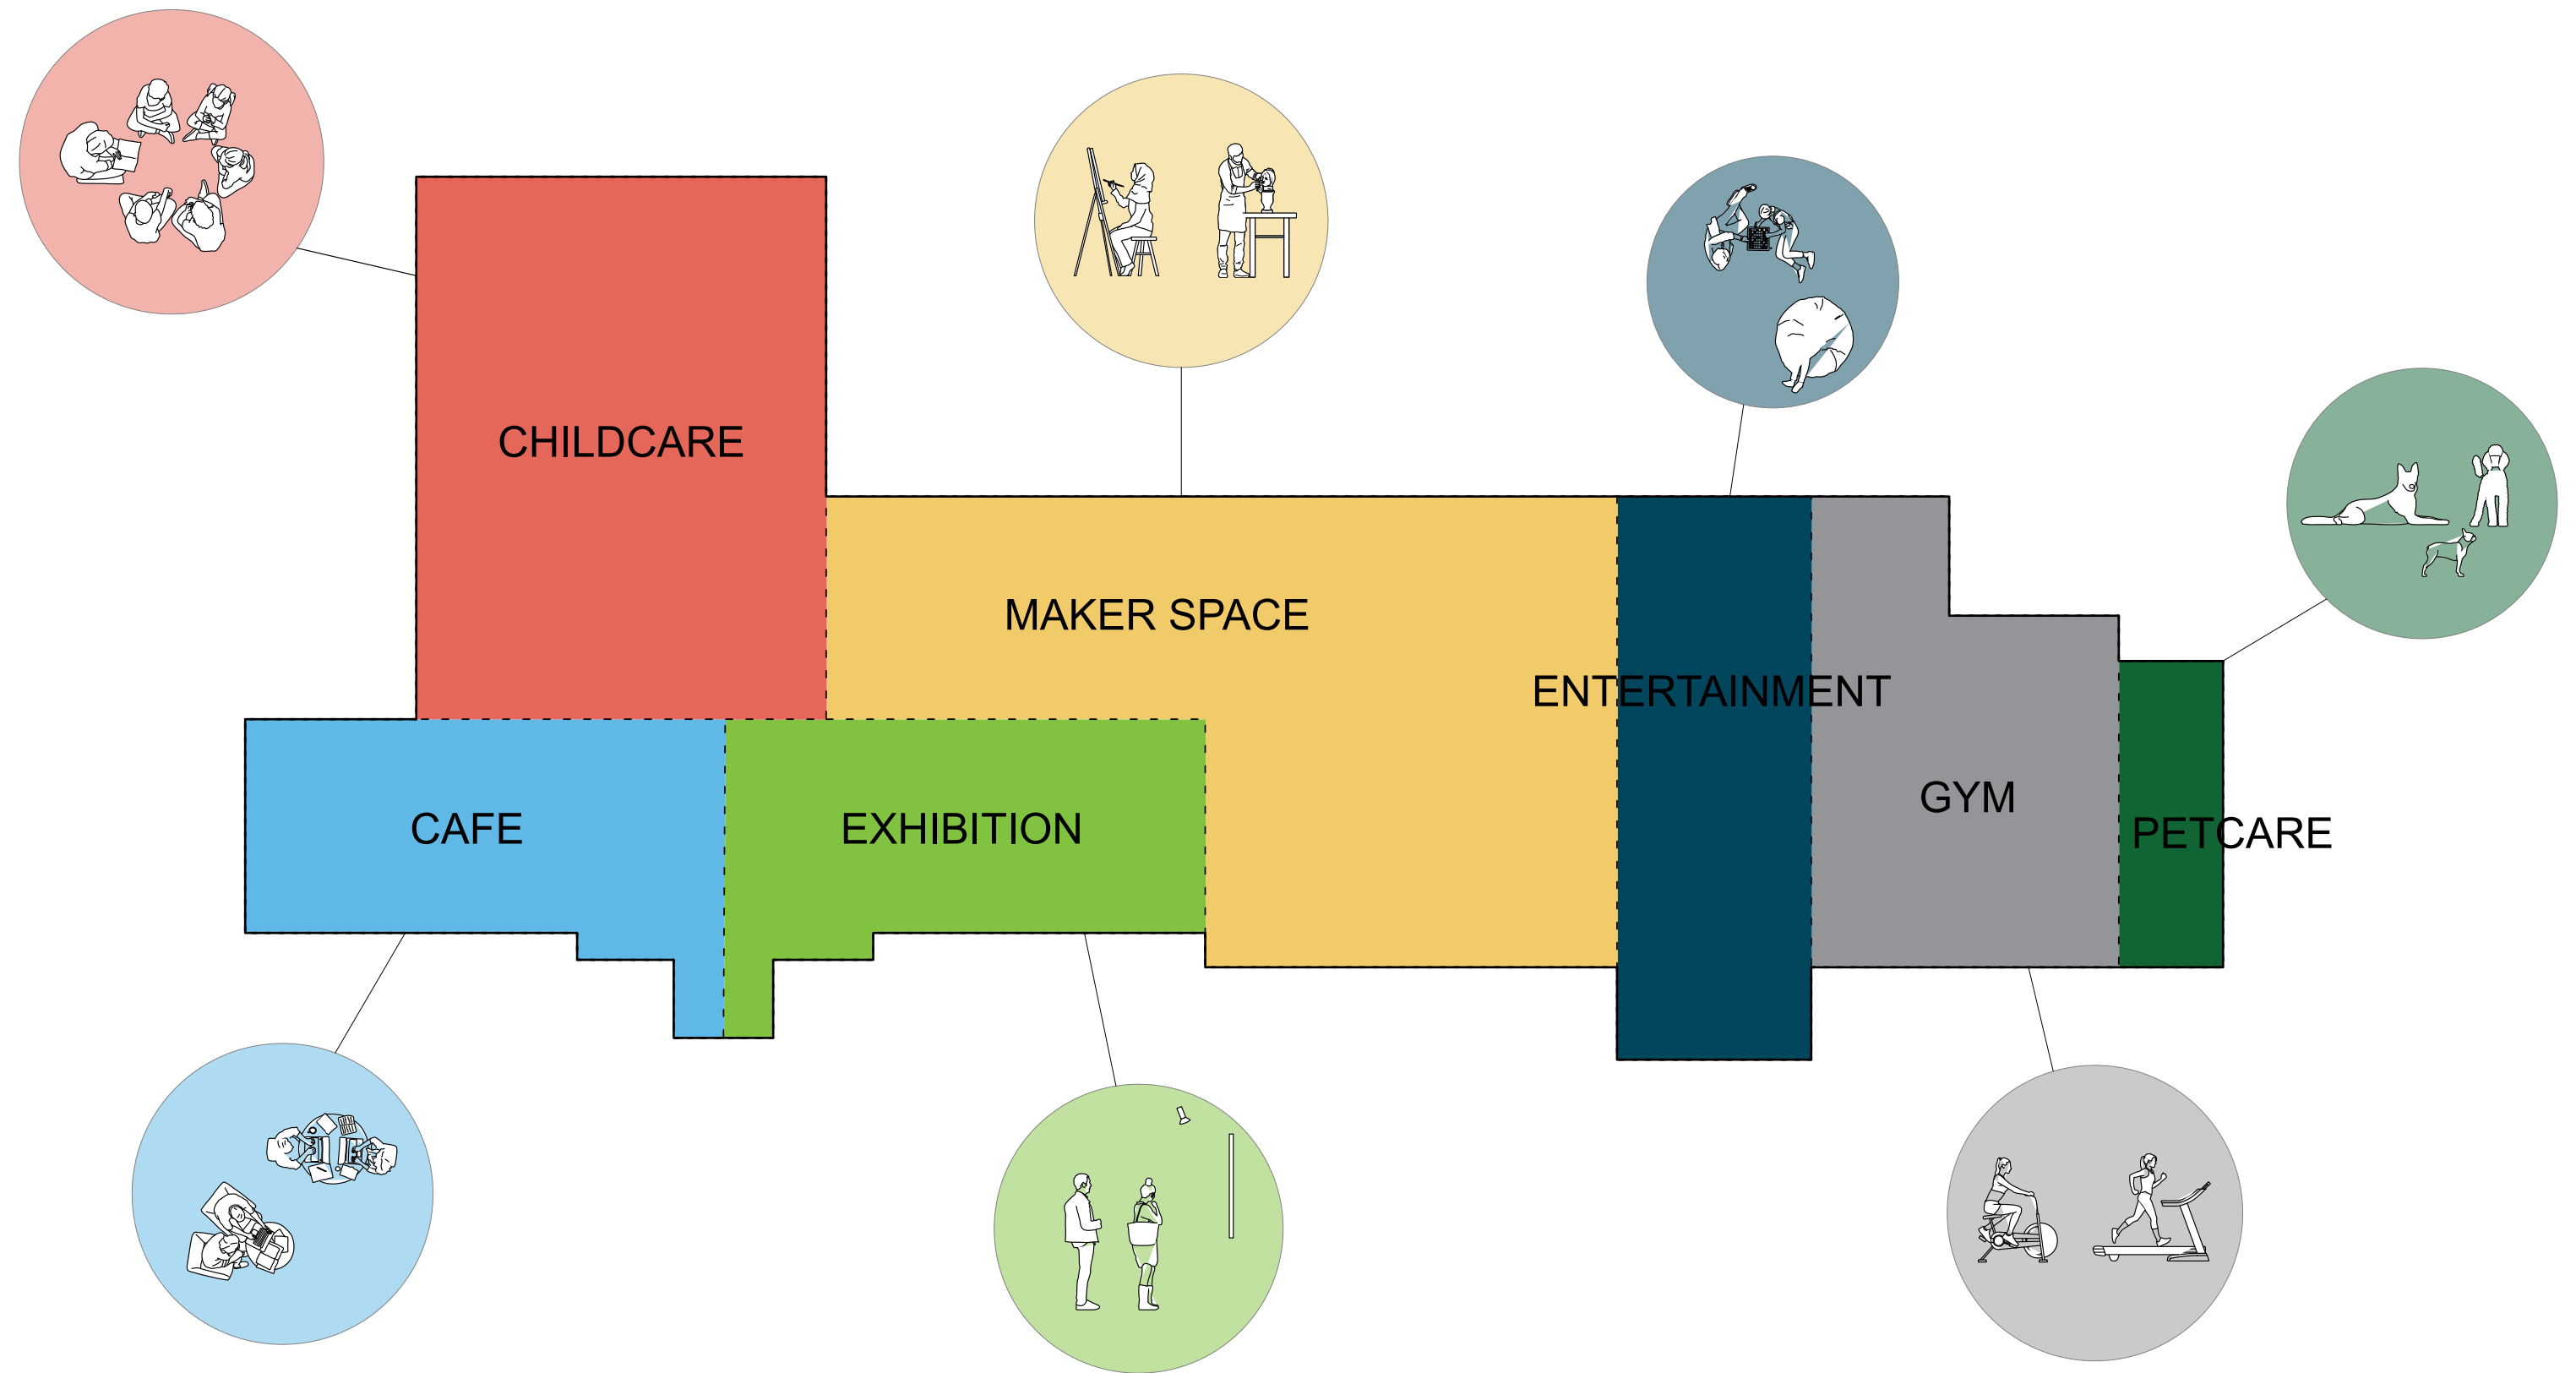 CHILDCARE
MAKER SPACE
ENTERTAINMENT
GYM
CAFE
EXHIBITION
PETCARE